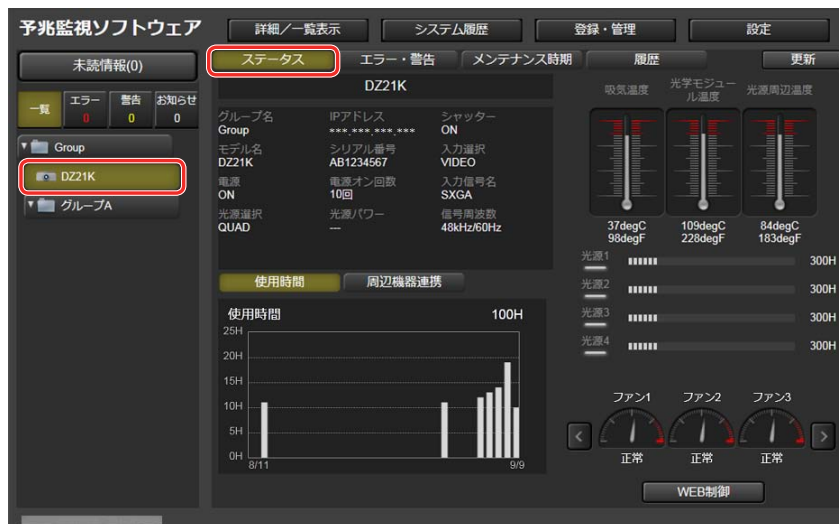 予兆監視ソフトウェア
詳細/一覧表示
システム履歴
登録・管理
設定
未読情報(0)
ステータス
エラー・警告
メンテナンス時期
履歴
更新
一覧
エラー
0
警告
0
お知らせ
0
Group
DZ21K
グループA
DZ21K
グループ名
Group
IPアドレス
***.***.***.***
シャッター
ON
モデル名
DZ21K
シリアル番号
AB1234567
入力選択
VIDEO
電源
ON
電源オン回数
10回
入力信号名
SXGA
光源選択
QUAD
光源パワー
---
信号周波数
48kHz/60Hz
吸気温度
光学モジュー
ル温度
光源周辺温度
37degC
98degF
109degC
228degF
84degC
183degF
光源1
300H
光源2
300H
光源3
300H
光源4
300H
使用時間
周辺機器連携
使用時間
100H
25H
20H
15H
10H
5H
0H
8/11
9/9
ファン1
ファン2
ファン3
正常
正常
正常
WEB制御